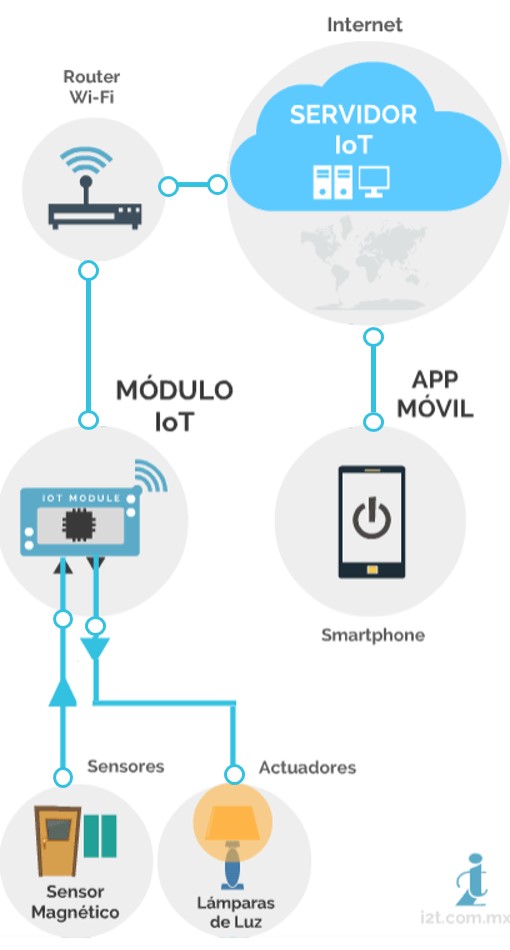 Internet
Router
Wi-Fi
SERVIDOR
IoT
MÓDULO
IoT
APP
MÓVIL
IOT MODULE
Smartphone
Sensores
Actuadores
Sensor
Magnético
Lámparas
de Luz
i
i2t.com.mx